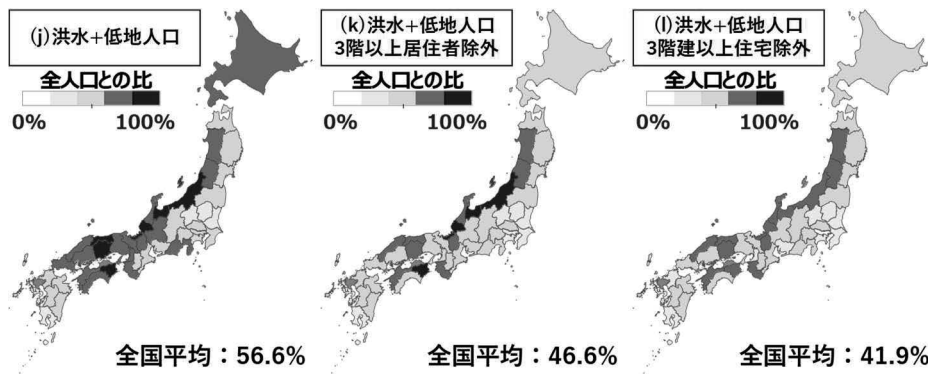 (j)洪水+低地人口
全人口との比
0% 100%
全国平均：56.6%
(k)洪水+低地人口
3階以上居住者除外
全人口との比
0% 100%
全国平均：46.6%
(l)洪水+低地人口
3階建以上住宅除外
全人口との比
0% 100%
全国平均：41.9%